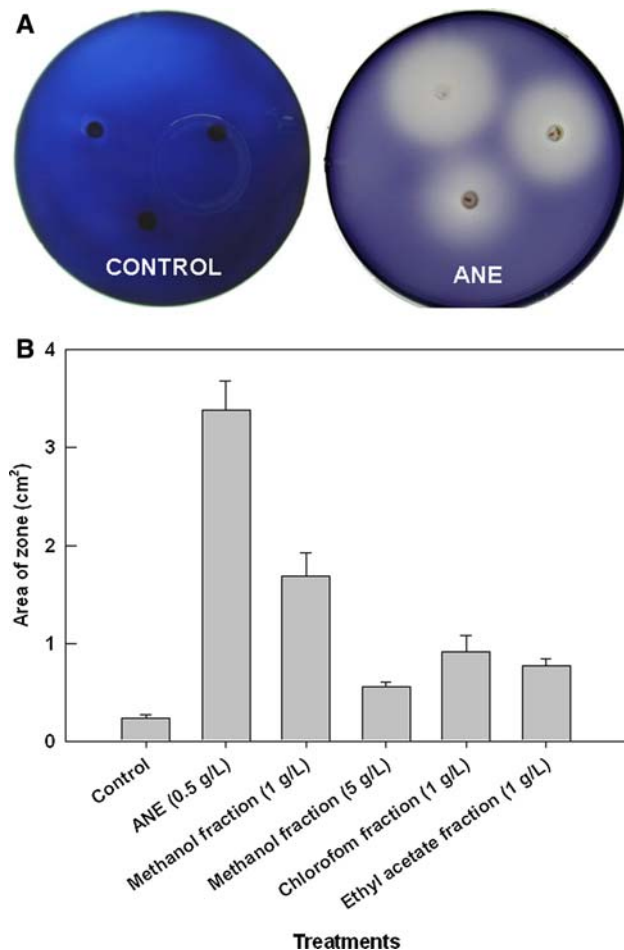 A
CONTROL
ANE
B
4
3
2
1
0
Area of zone (cm²)
Control
ANE (0.5 g/L)
Methanol fraction (1 g/L)
Methanol fraction (5 g/L)
Chlorofom fraction (1 g/L)
Ethyl acetate fraction (1 g/L)
Treatments